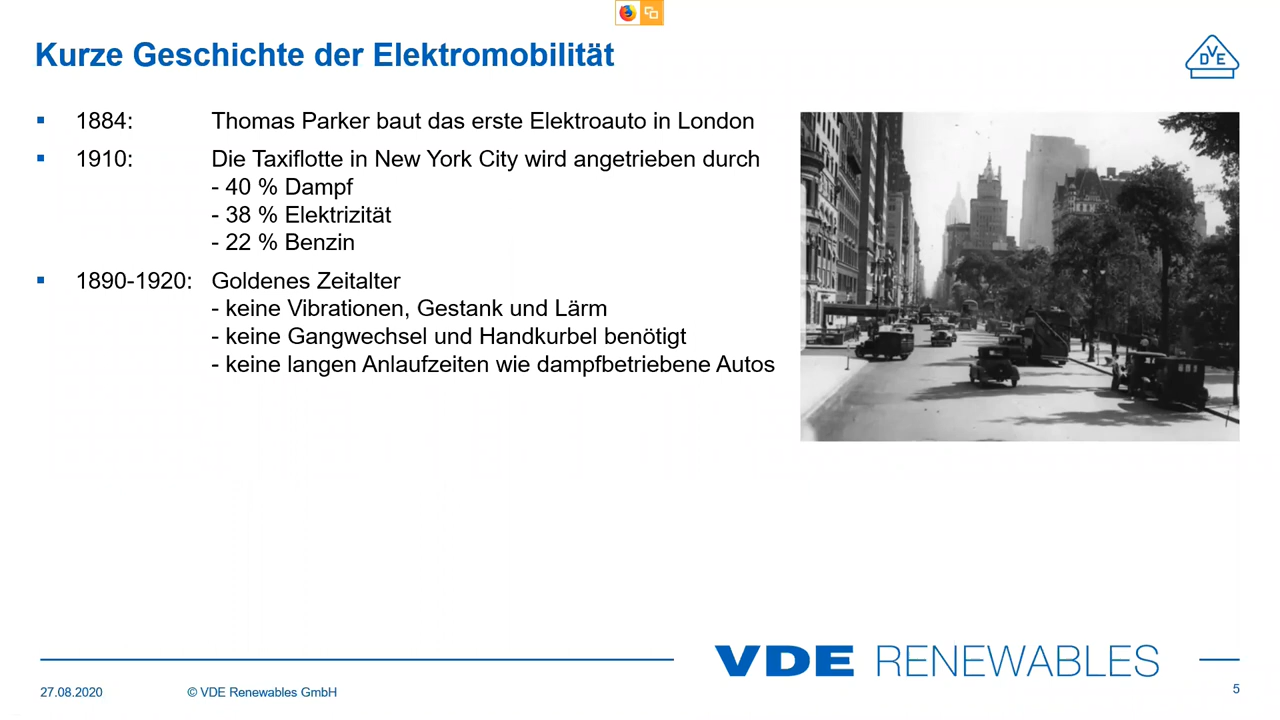 Kurze Geschichte der Elektromobilität
DVE
1884: Thomas Parker baut das erste Elektroauto in London
1910: Die Taxiflotte in New York City wird angetrieben durch
- 40 % Dampf
- 38 % Elektrizität
- 22 % Benzin
1890-1920: Goldenes Zeitalter
- keine Vibrationen, Gestank und Lärm
- keine Gangwechsel und Handkurbel benötigt
- keine langen Anlaufzeiten wie dampfbetriebene Autos
VDE RENEWABLES
27.08.2020 © VDE Renewables GmbH 5